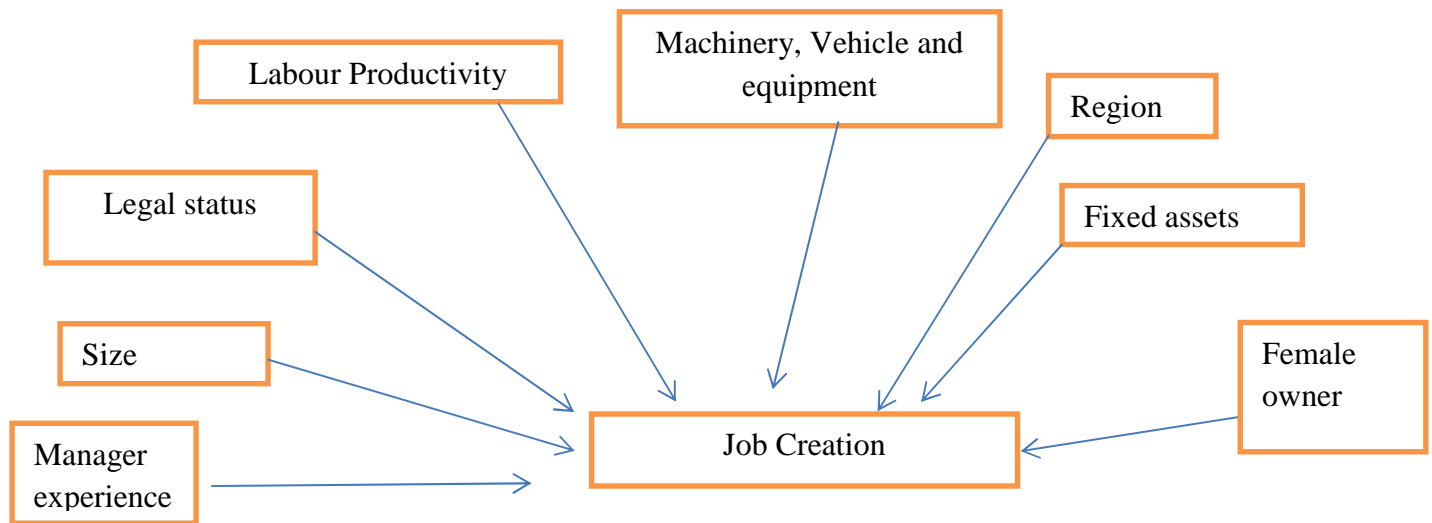 Machinery, Vehicle and
equipment
Labour Productivity
Region
Legal status
Fixed assets
Size
Female
owner
Job Creation
Manager
experience